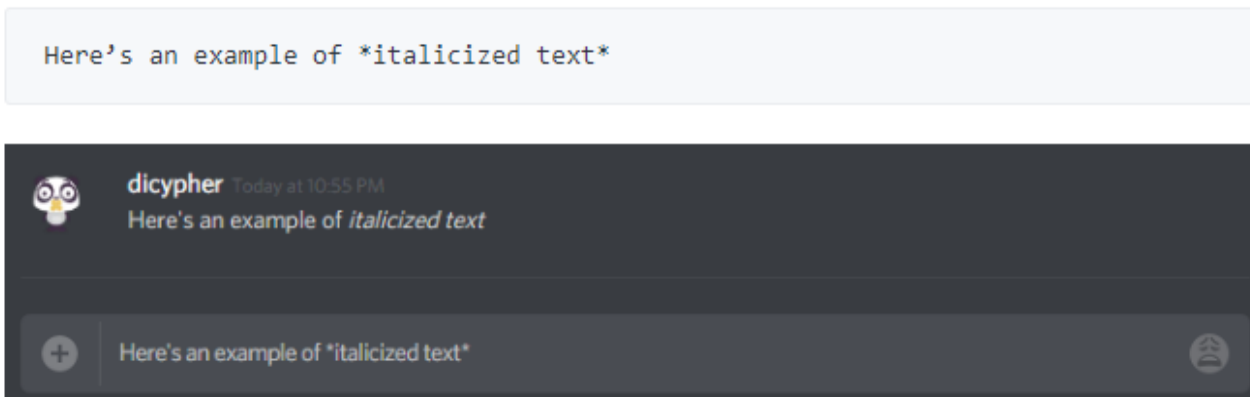 Here’s an example of *italicized text*
dicypher Today at 10:55 PM
Here's an example of italicized text
Here's an example of *italicized text*